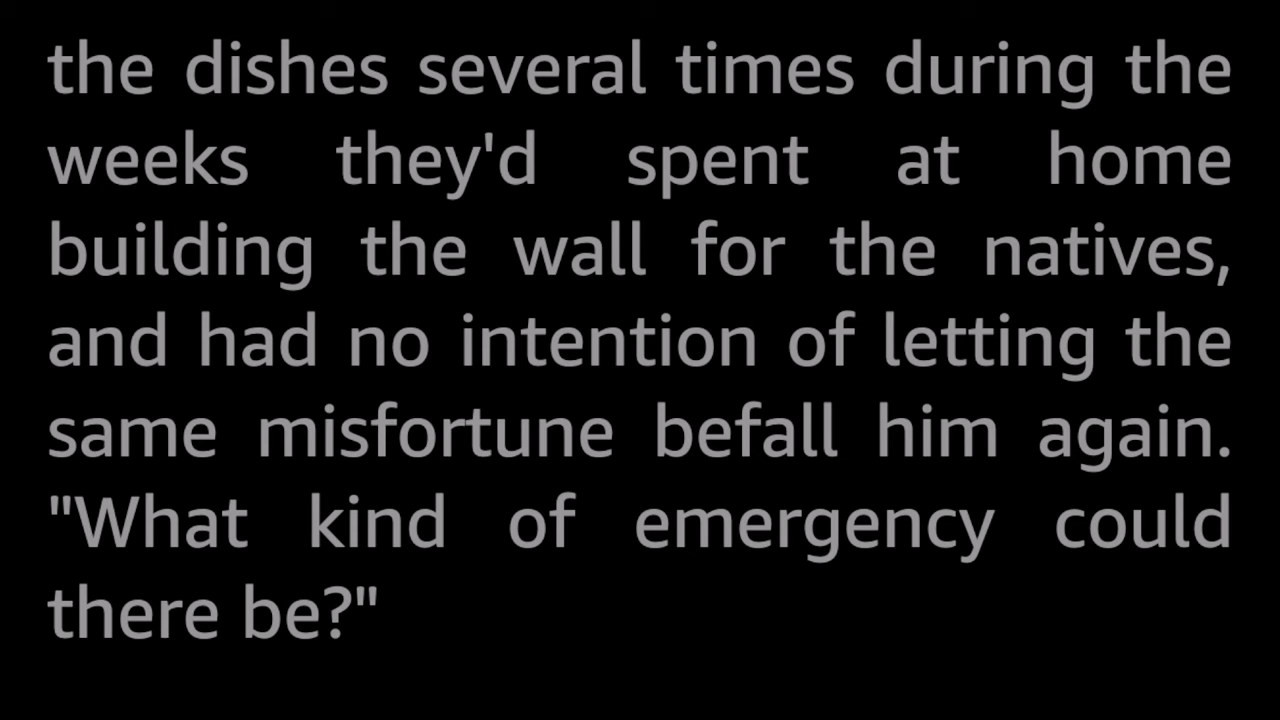 the dishes several times during the
weeks they'd spent at home
building the wall for the natives,
and had no intention of letting the
same misfortune befall him again.
"What kind of emergency could
there be?"